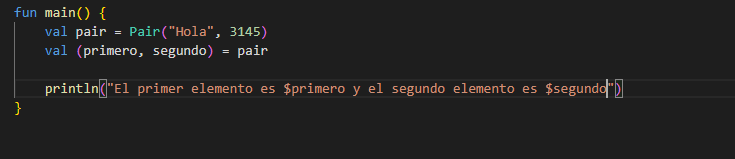 fun main() {
    val pair = Pair("Hola", 3145)
    val (primero, segundo) = pair

    println("El primer elemento es $primero y el segundo elemento es $segundo")
}